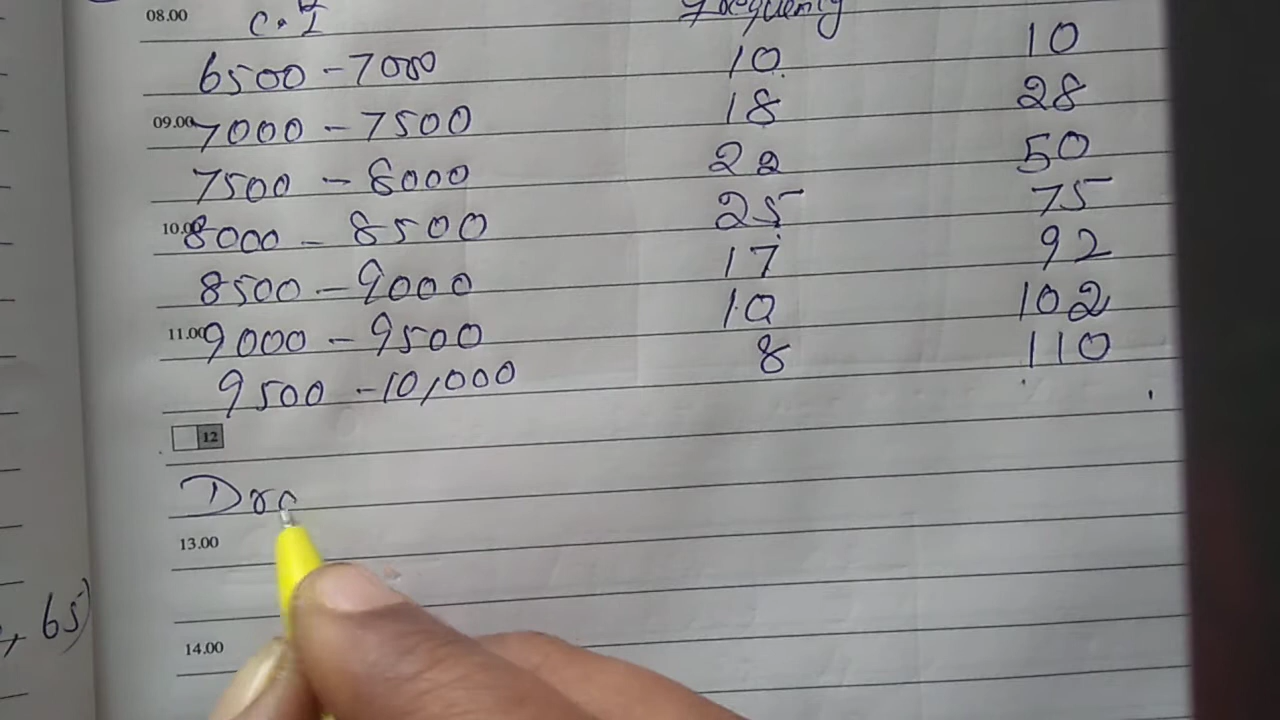 08.00 C.I Frequency
6500 - 7000 10 10
09.00 7000 - 7500 18 28
7500 - 8000 22 50
10.00 8000 - 8500 25 75
8500 - 9000 17 92
11.00 9000 - 9500 10 102
9500 - 10,000 8 110
12
Dra
13.00
, 65)
14.00